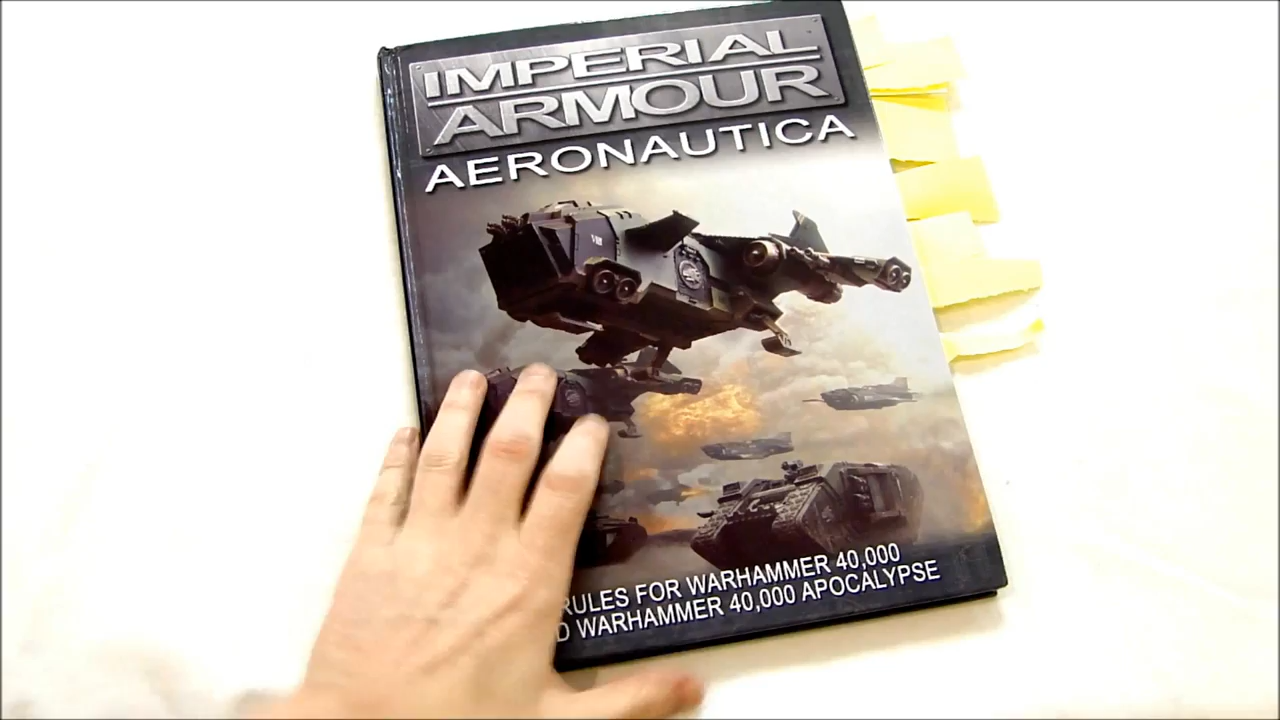 IMPERIAL
ARMOUR
AERONAUTICA
RULES FOR WARHAMMER 40,000
WARHAMMER 40,000 APOCALYPSE